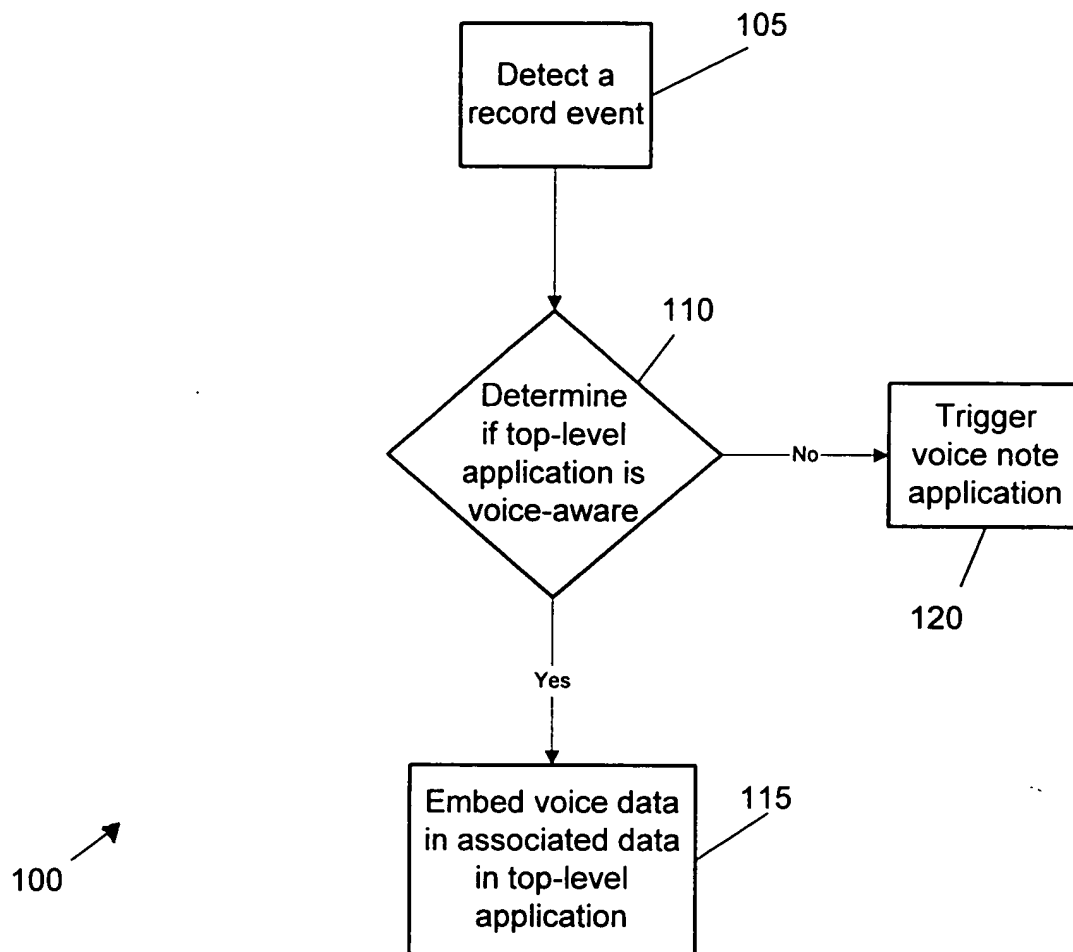 105
Detect a
record event
110
Determine
if top-level
application is
voice-aware
No
Trigger
voice note
application
120
Yes
Embed voice data
in associated data
in top-level
application
115
100